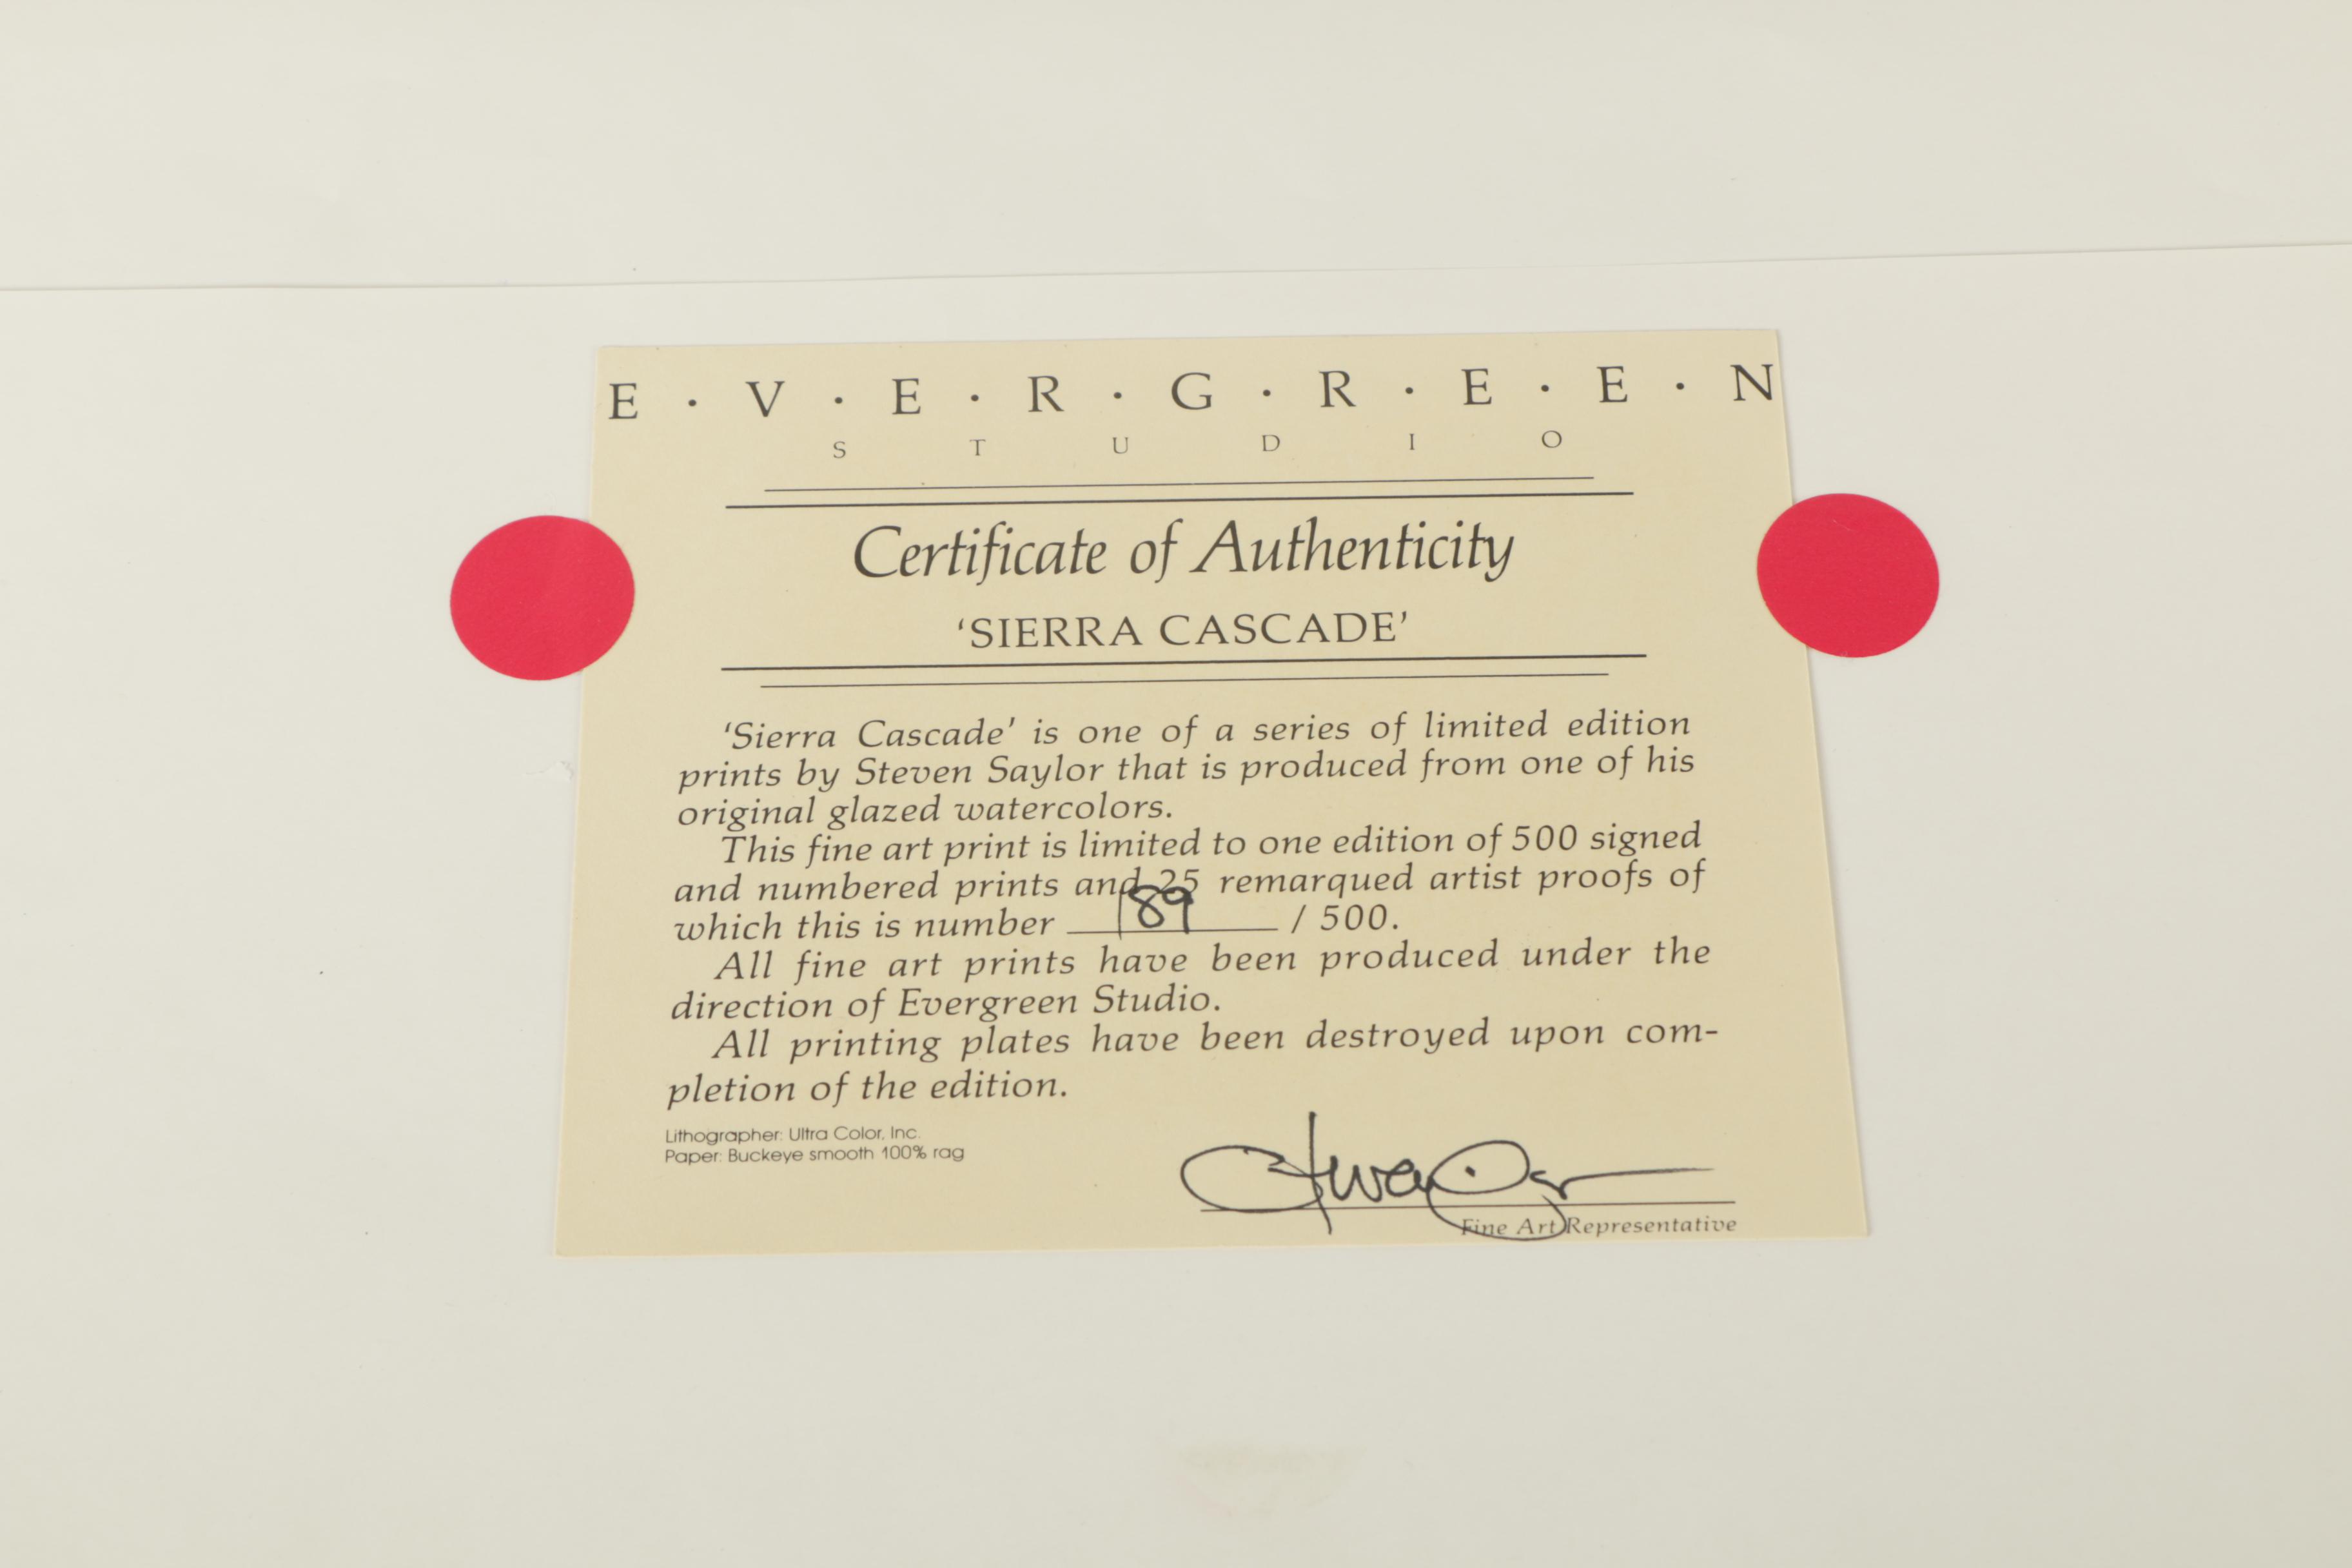 E · V · E · R · G · R · E · E · N
S T U D I O
Certificate of Authenticity
‘SIERRA CASCADE’
‘Sierra Cascade’ is one of a series of limited edition
prints by Steven Saylor that is produced from one of his
original glazed watercolors.
This fine art print is limited to one edition of 500 signed
and numbered prints and 25 remarqued artist proofs of
which this is number 189 / 500.
All fine art prints have been produced under the
direction of Evergreen Studio.
All printing plates have been destroyed upon com-
pletion of the edition.
Lithographer: Ultra Color, Inc.
Paper: Buckeye smooth 100% rag
Fine Art Representative